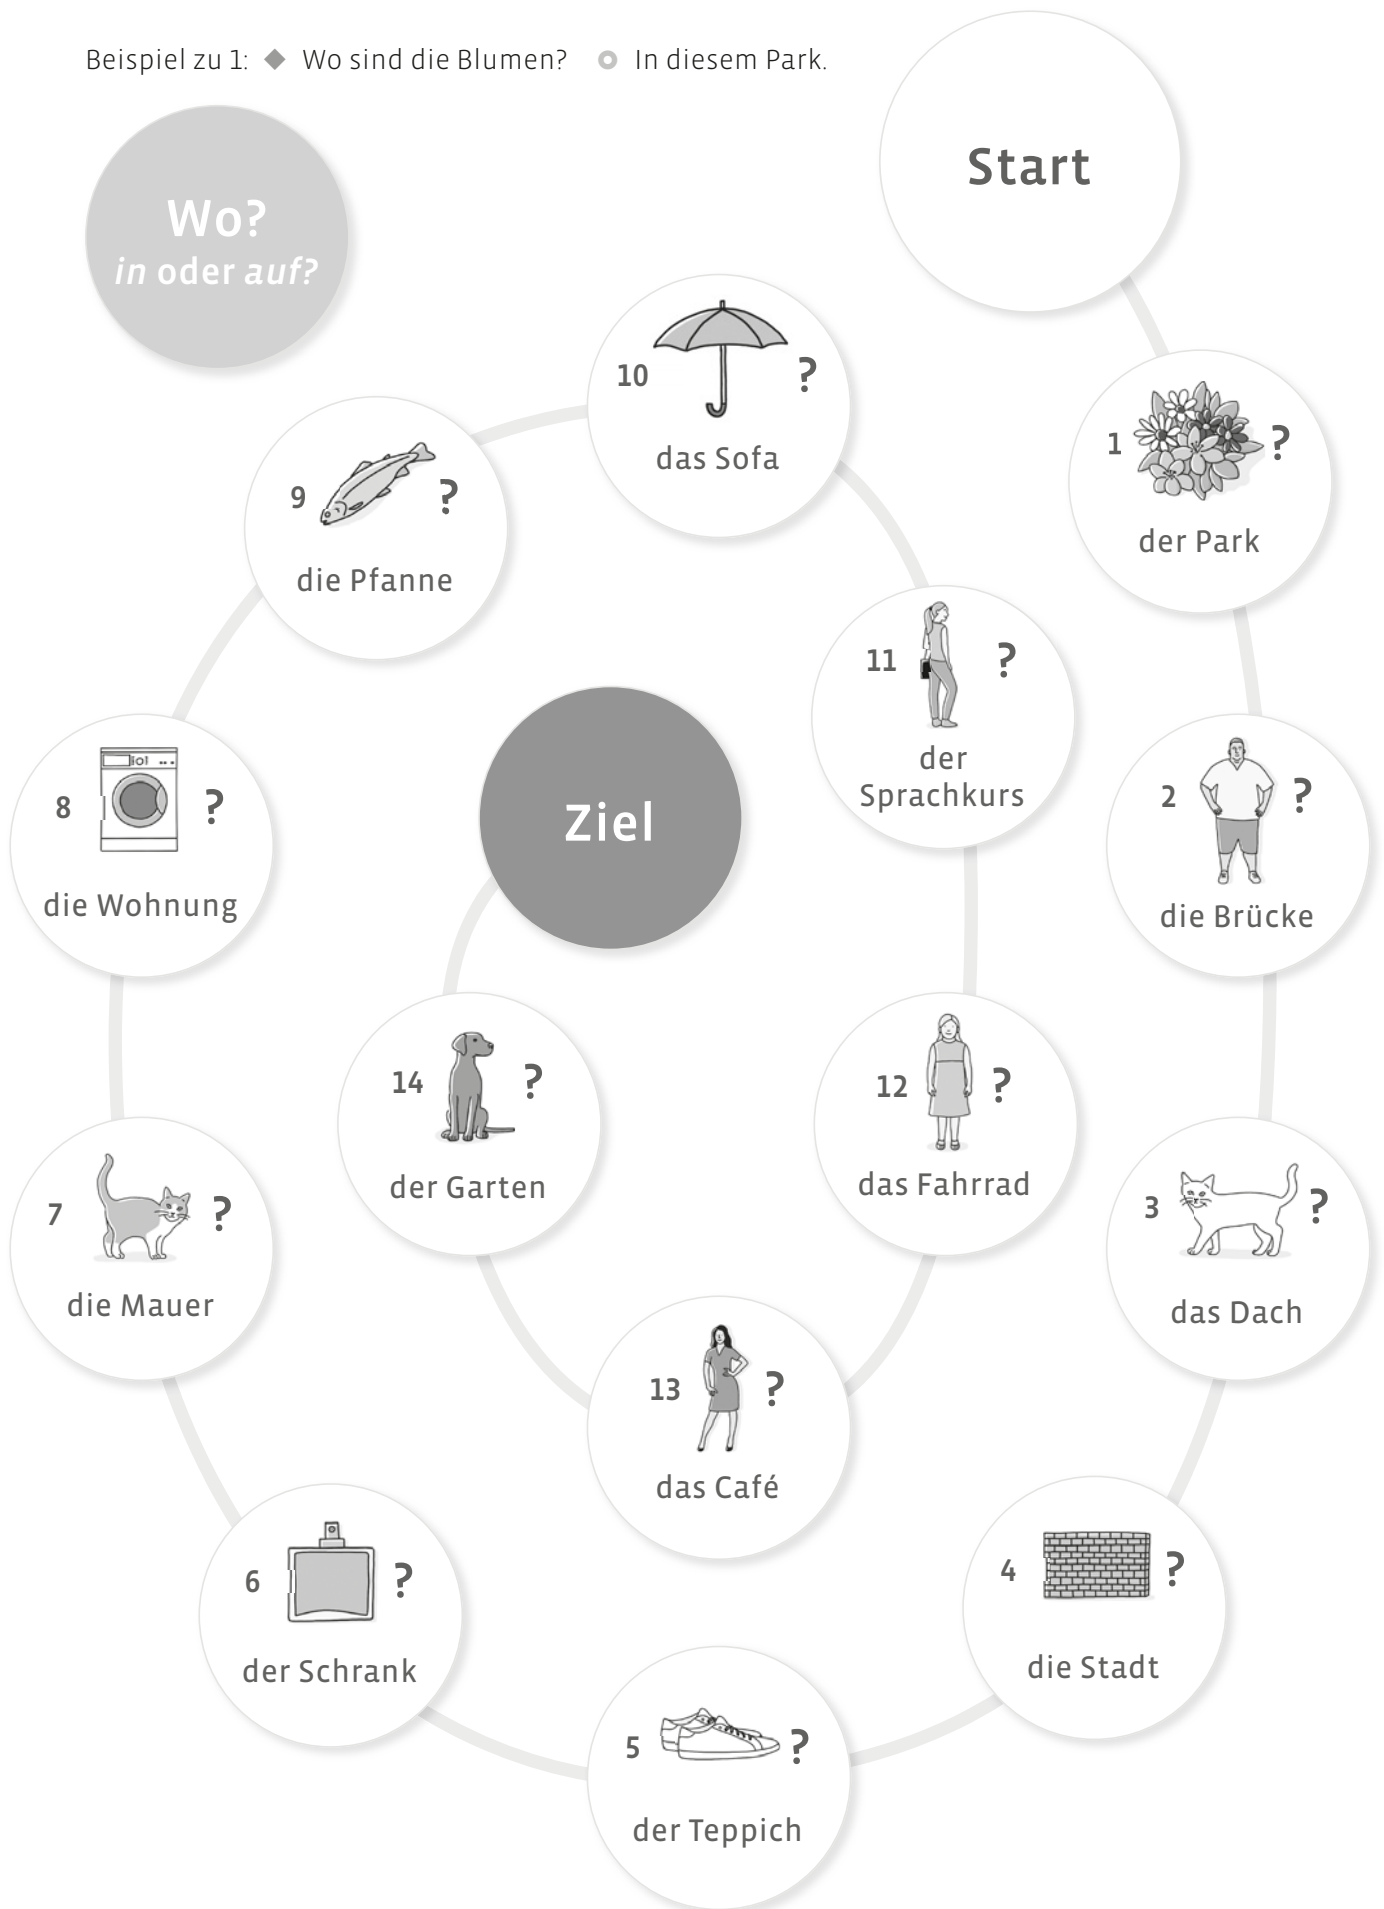 Beispiel zu 1: ◆ Wo sind die Blumen? ○ In diesem Park.
Wo?
in oder auf?
Start
1 ?
der Park
2 ?
die Brücke
3 ?
das Dach
4 ?
die Stadt
5 ?
der Teppich
6 ?
der Schrank
7 ?
die Mauer
8 ?
die Wohnung
9 ?
die Pfanne
10 ?
das Sofa
11 ?
der
Sprachkurs
12 ?
das Fahrrad
13 ?
das Café
14 ?
der Garten
Ziel